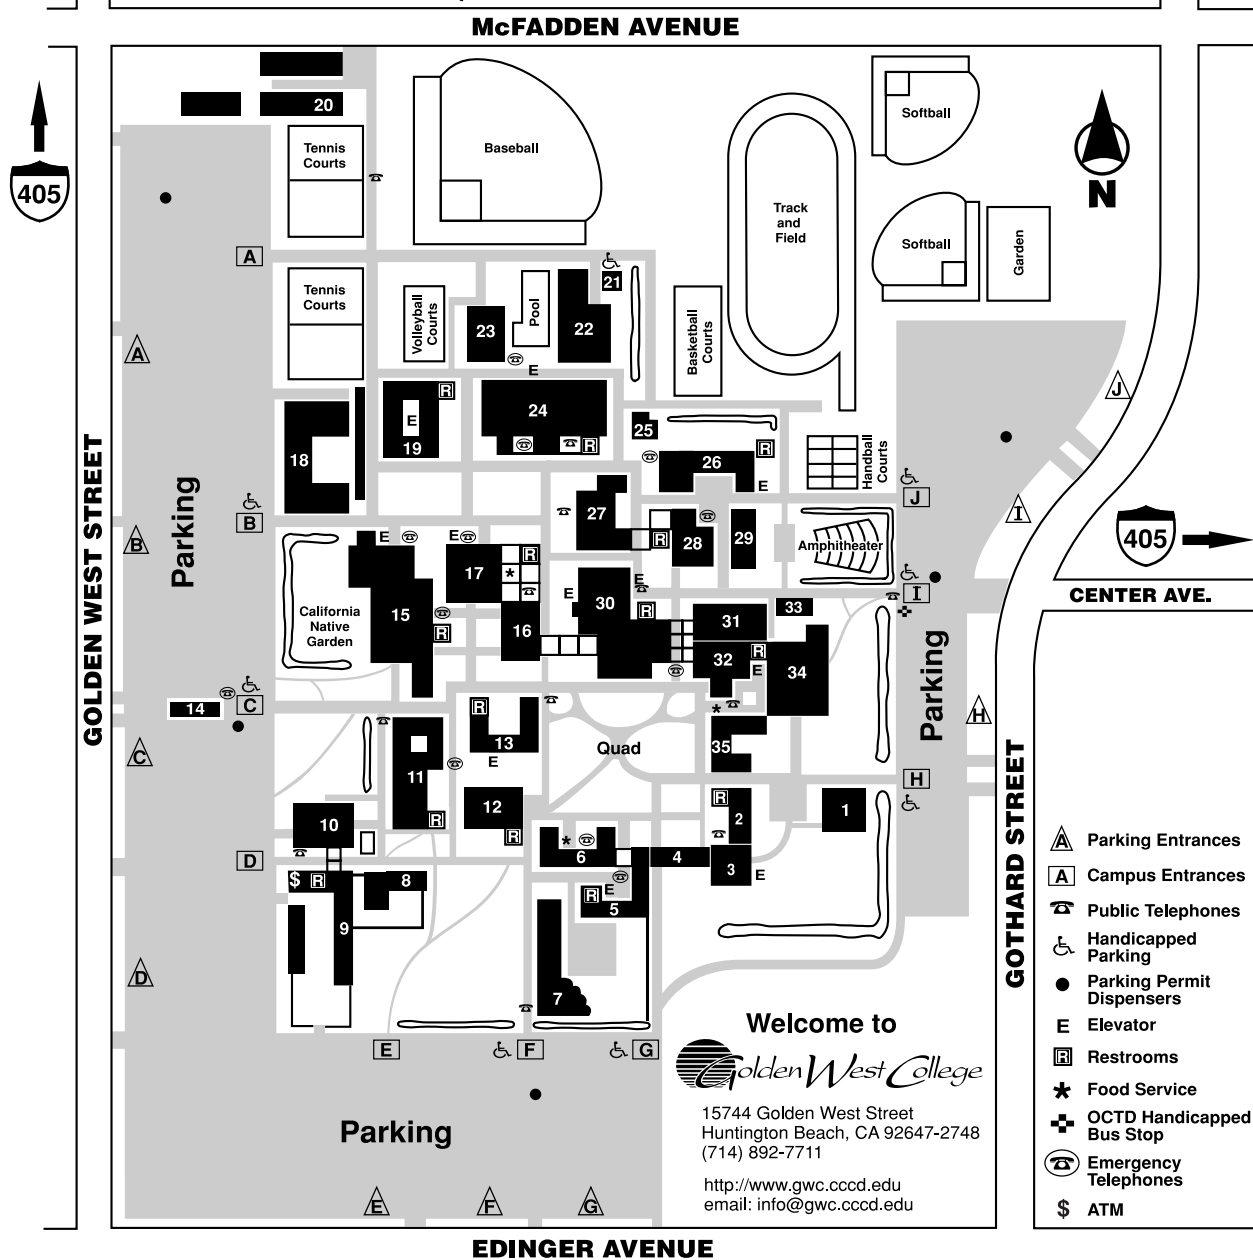 McFADDEN AVENUE
20
405
Tennis
Courts
Baseball
Track
and
Field
Softball
N
Softball
Garden
A
Tennis
Courts
Volleyball
Courts
Pool
21
22
23
E
Basketball
Courts
A
J
R
E
19
24
R
25
26
R
E
Handball
Courts
18
GOLDEN WEST STREET
Parking
B
B
J
I
27
28
R
29
Amphitheater
405
CENTER AVE.
E
E
R
17
*
California
Native
Garden
15
R
16
E
30
E
R
31
33
I
32
R
E
34
Parking
H
C
14
R
13
E
*
35
Quad
C
11
R
12
R
H
GOTHARD STREET
10
D
R
2
1
*
6
4
3
E
$
R
8
9
R
E
5
7
D
E
F
G
Parking
E
F
G
Welcome to
Golden West College
15744 Golden West Street
Huntington Beach, CA 92647-2748
(714) 892-7711
http://www.gwc.cccd.edu
email: info@gwc.cccd.edu
A Parking Entrances
A Campus Entrances
Public Telephones
Handicapped
Parking
Parking Permit
Dispensers
E Elevator
R Restrooms
* Food Service
OCTD Handicapped
Bus Stop
Emergency
Telephones
$ ATM
EDINGER AVENUE